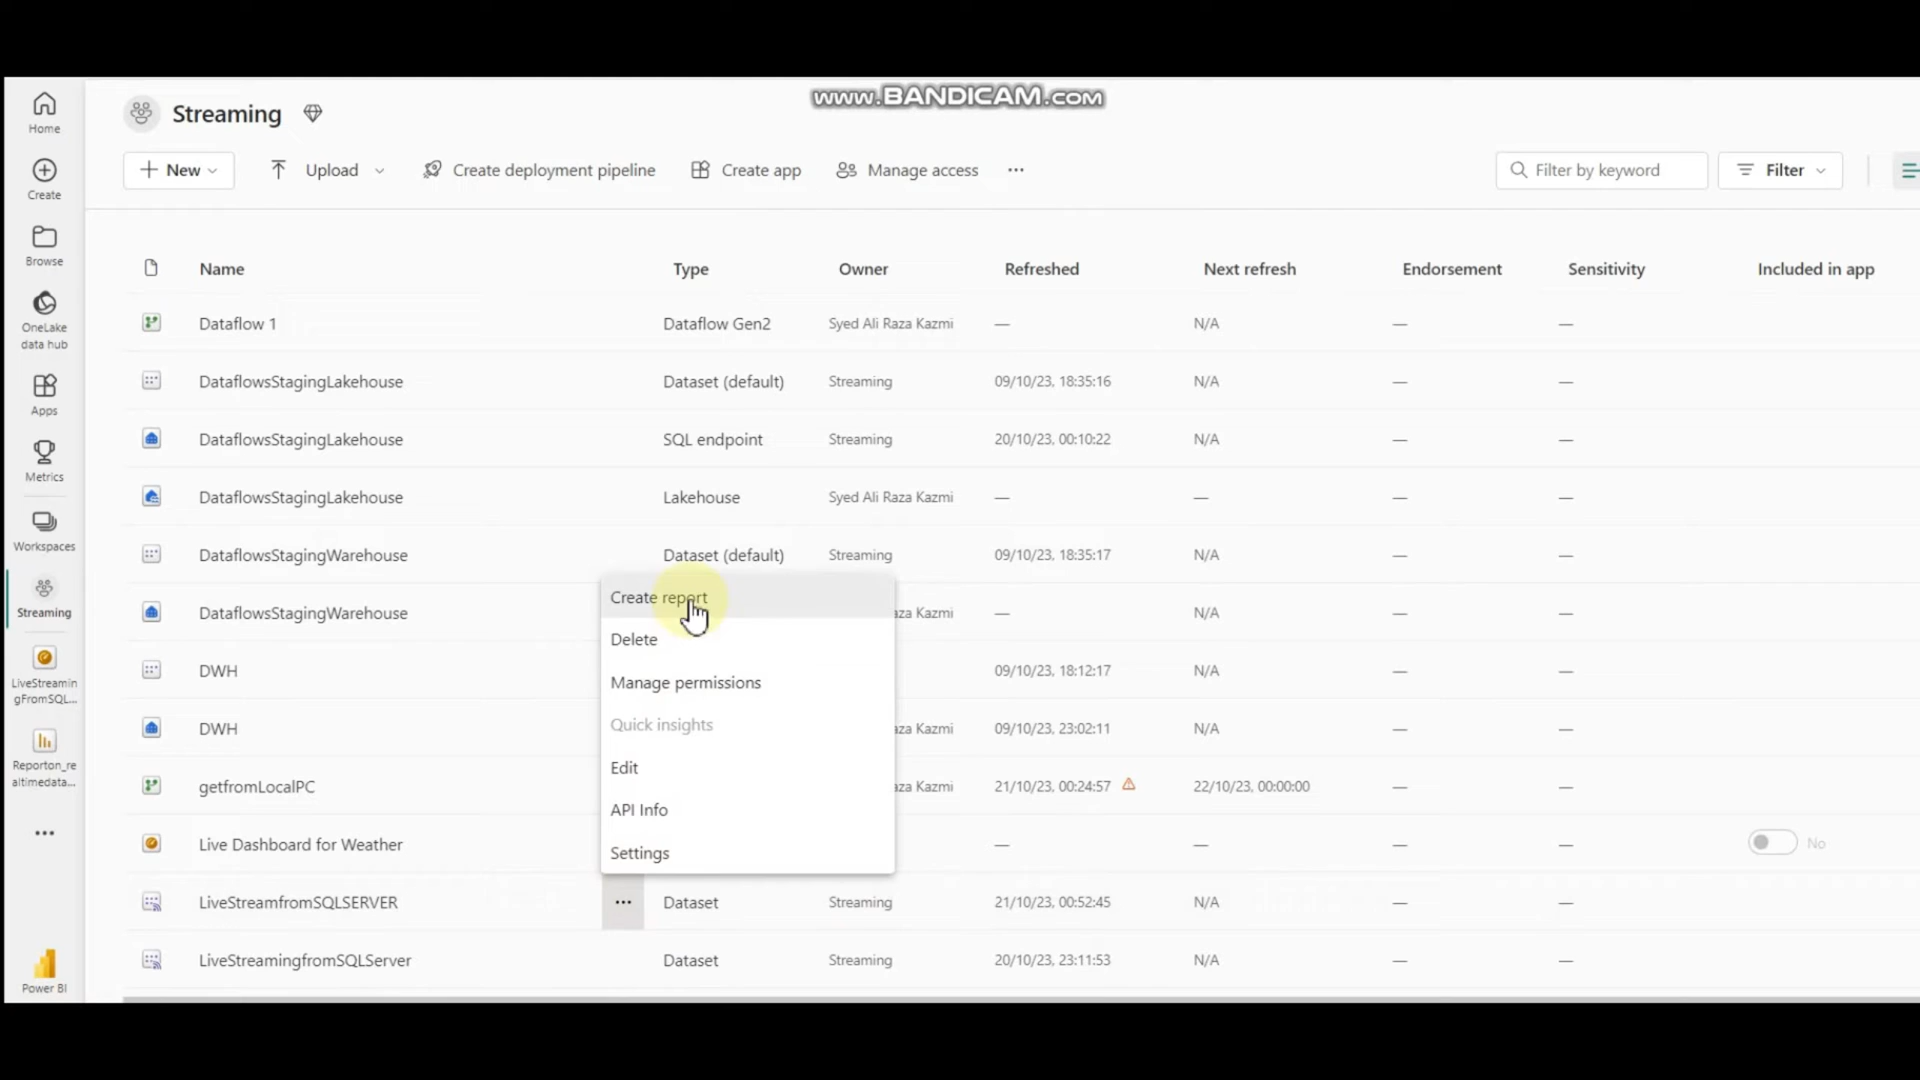 www.BANDICAM.com
Streaming
New
Upload
Create deployment pipeline
Create app
Manage access
Filter by keyword
Filter
Home
Create
Browse
OneLake
data hub
Apps
Metrics
Workspaces
Streaming
LiveStreamin
gFromSQL...
Reporton_re
altimedata...
Power BI
Name Type Owner Refreshed Next refresh Endorsement Sensitivity Included in app
Dataflow 1 Dataflow Gen2 Syed Ali Raza Kazmi — N/A — —
DataflowsStagingLakehouse Dataset (default) Streaming 09/10/23, 18:35:16 N/A — —
DataflowsStagingLakehouse SQL endpoint Streaming 20/10/23, 00:10:22 N/A — —
DataflowsStagingLakehouse Lakehouse Syed Ali Raza Kazmi — — — —
DataflowsStagingWarehouse Dataset (default) Streaming 09/10/23, 18:35:17 N/A — —
DataflowsStagingWarehouse aza Kazmi — N/A — —
DWH 09/10/23, 18:12:17 N/A — —
DWH aza Kazmi 09/10/23, 23:02:11 N/A — —
getfromLocalPC aza Kazmi 21/10/23, 00:24:57 22/10/23, 00:00:00 — —
Live Dashboard for Weather — — — — No
LiveStreamfromSQLSERVER ... Dataset Streaming 21/10/23, 00:52:45 N/A — —
LiveStreamingfromSQLServer Dataset Streaming 20/10/23, 23:11:53 N/A — —
Create report
Delete
Manage permissions
Quick insights
Edit
API Info
Settings